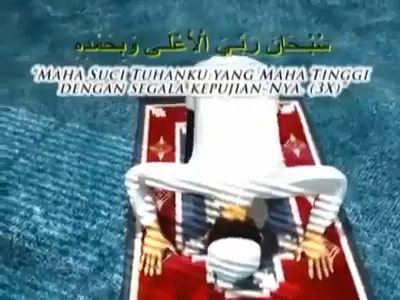 سُبْحَانَ رَبِّيَ الْأَعْلَى وَبِحَمْدِهِ
"MAHA SUCI TUHANKU YANG MAHA TINGGI
DENGAN SEGALA KEPUJIAN-NYA. (3X)"